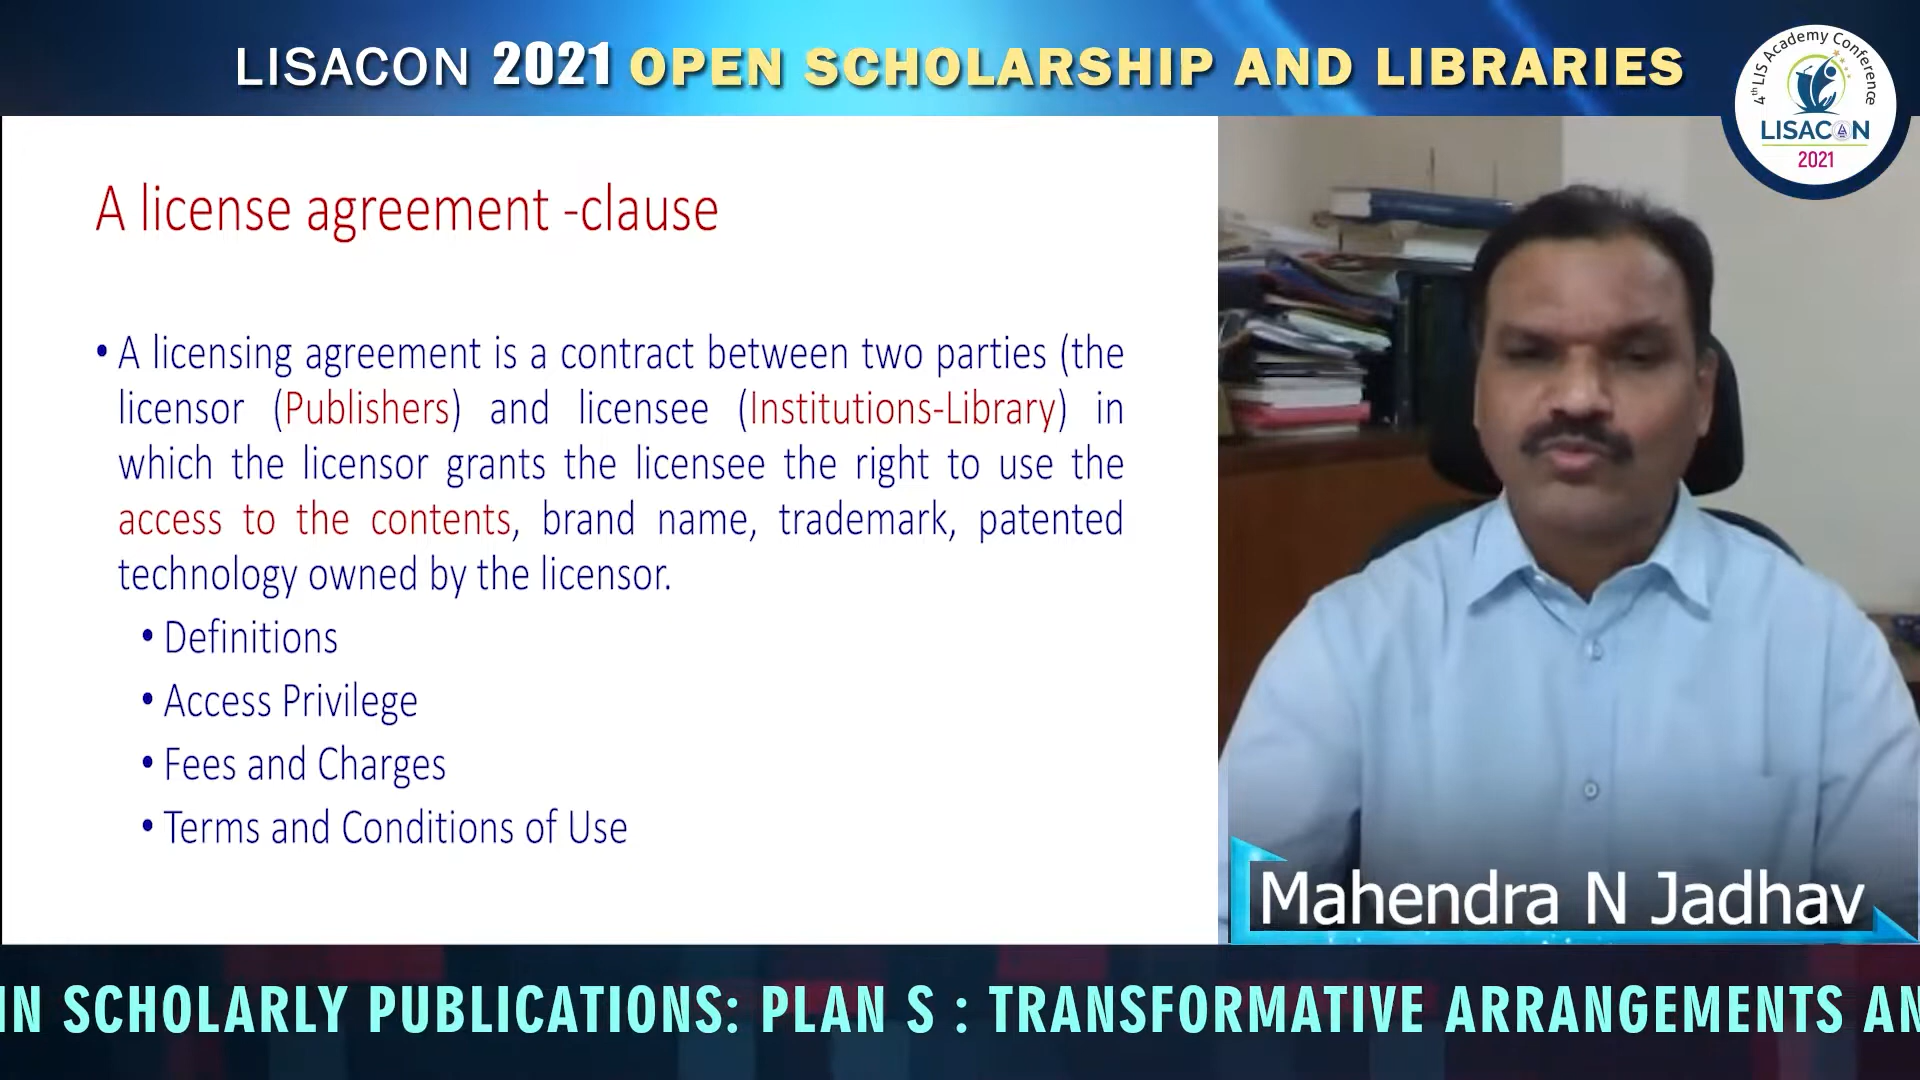 LISACON 2021 OPEN SCHOLARSHIP AND LIBRARIES
4th LIS Academy Conference
LISACON
2021
A license agreement -clause
• A licensing agreement is a contract between two parties (the
licensor (Publishers) and licensee (Institutions-Library) in
which the licensor grants the licensee the right to use the
access to the contents, brand name, trademark, patented
technology owned by the licensor.
• Definitions
• Access Privilege
• Fees and Charges
• Terms and Conditions of Use
Mahendra N Jadhav
IN SCHOLARLY PUBLICATIONS: PLAN S : TRANSFORMATIVE ARRANGEMENTS AN